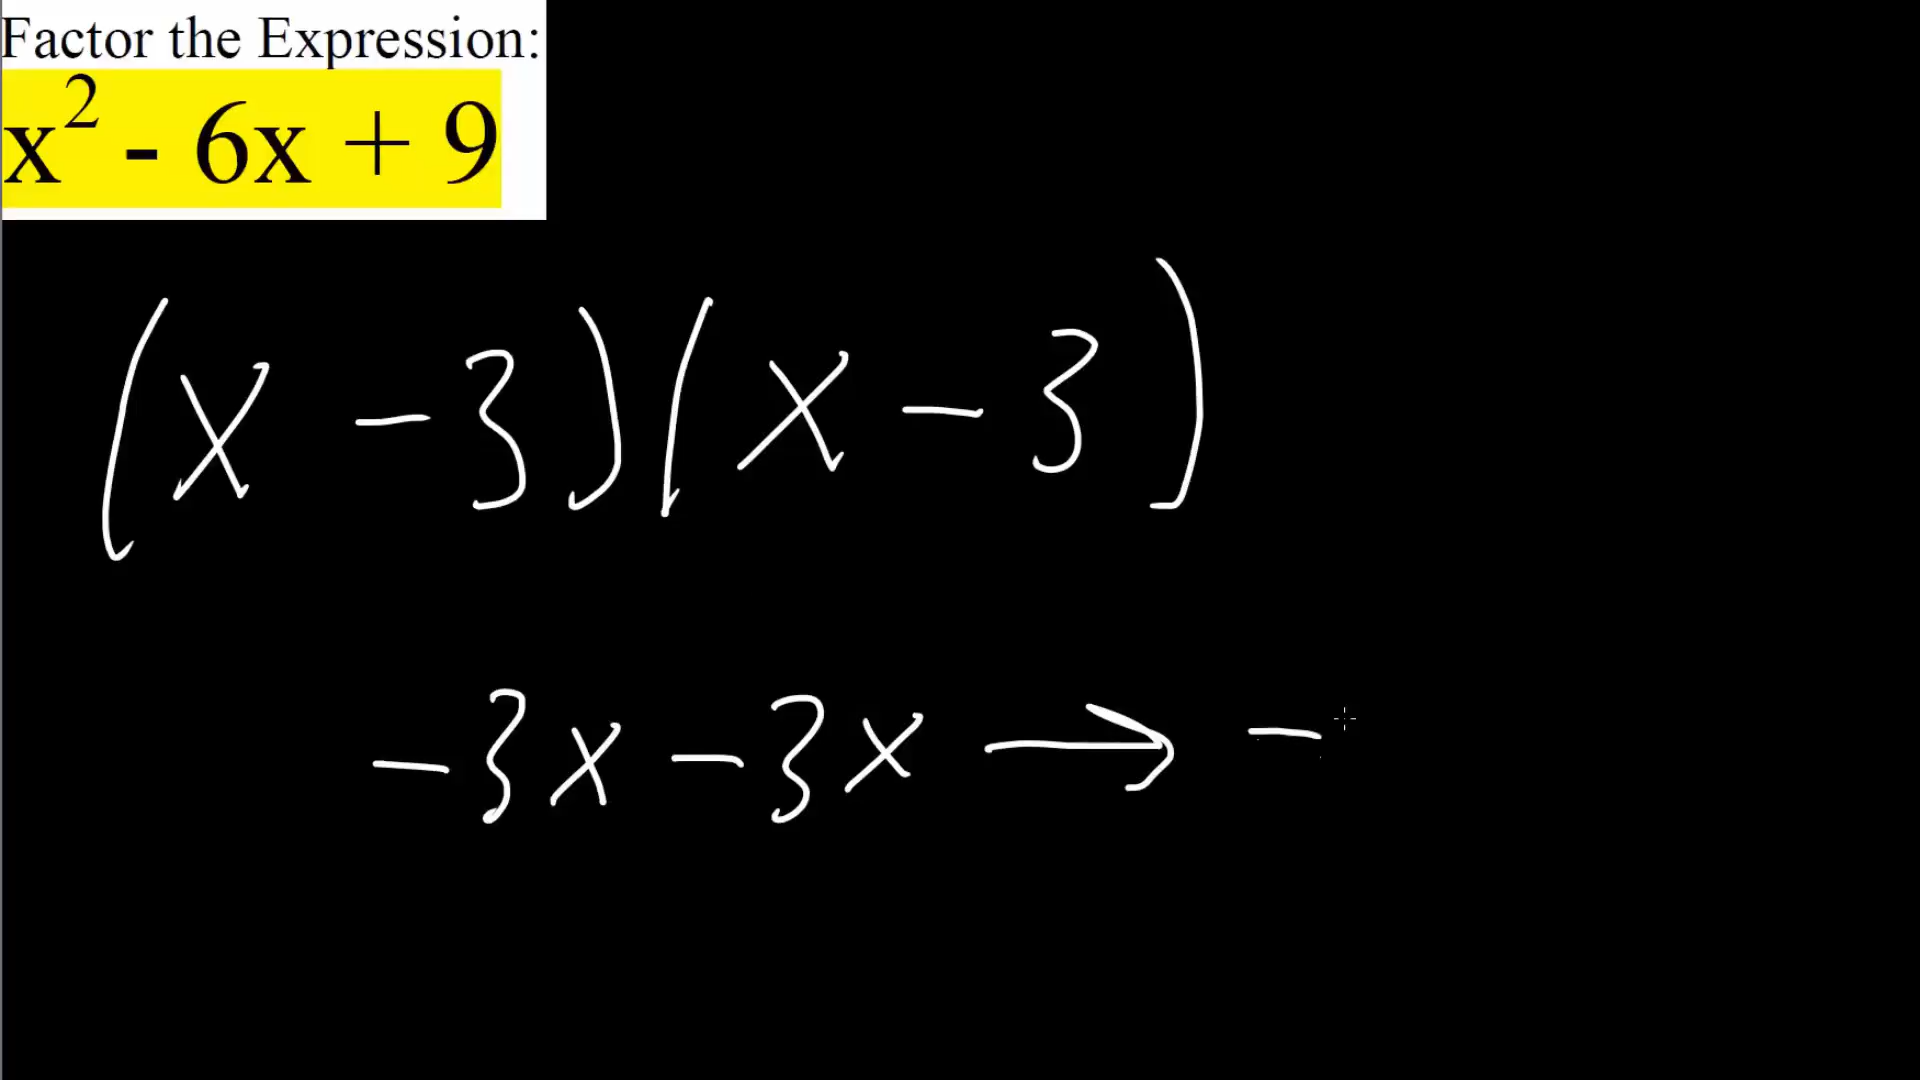 Factor the Expression:
x² - 6x + 9
(x - 3)(x - 3)
-3x - 3x → -